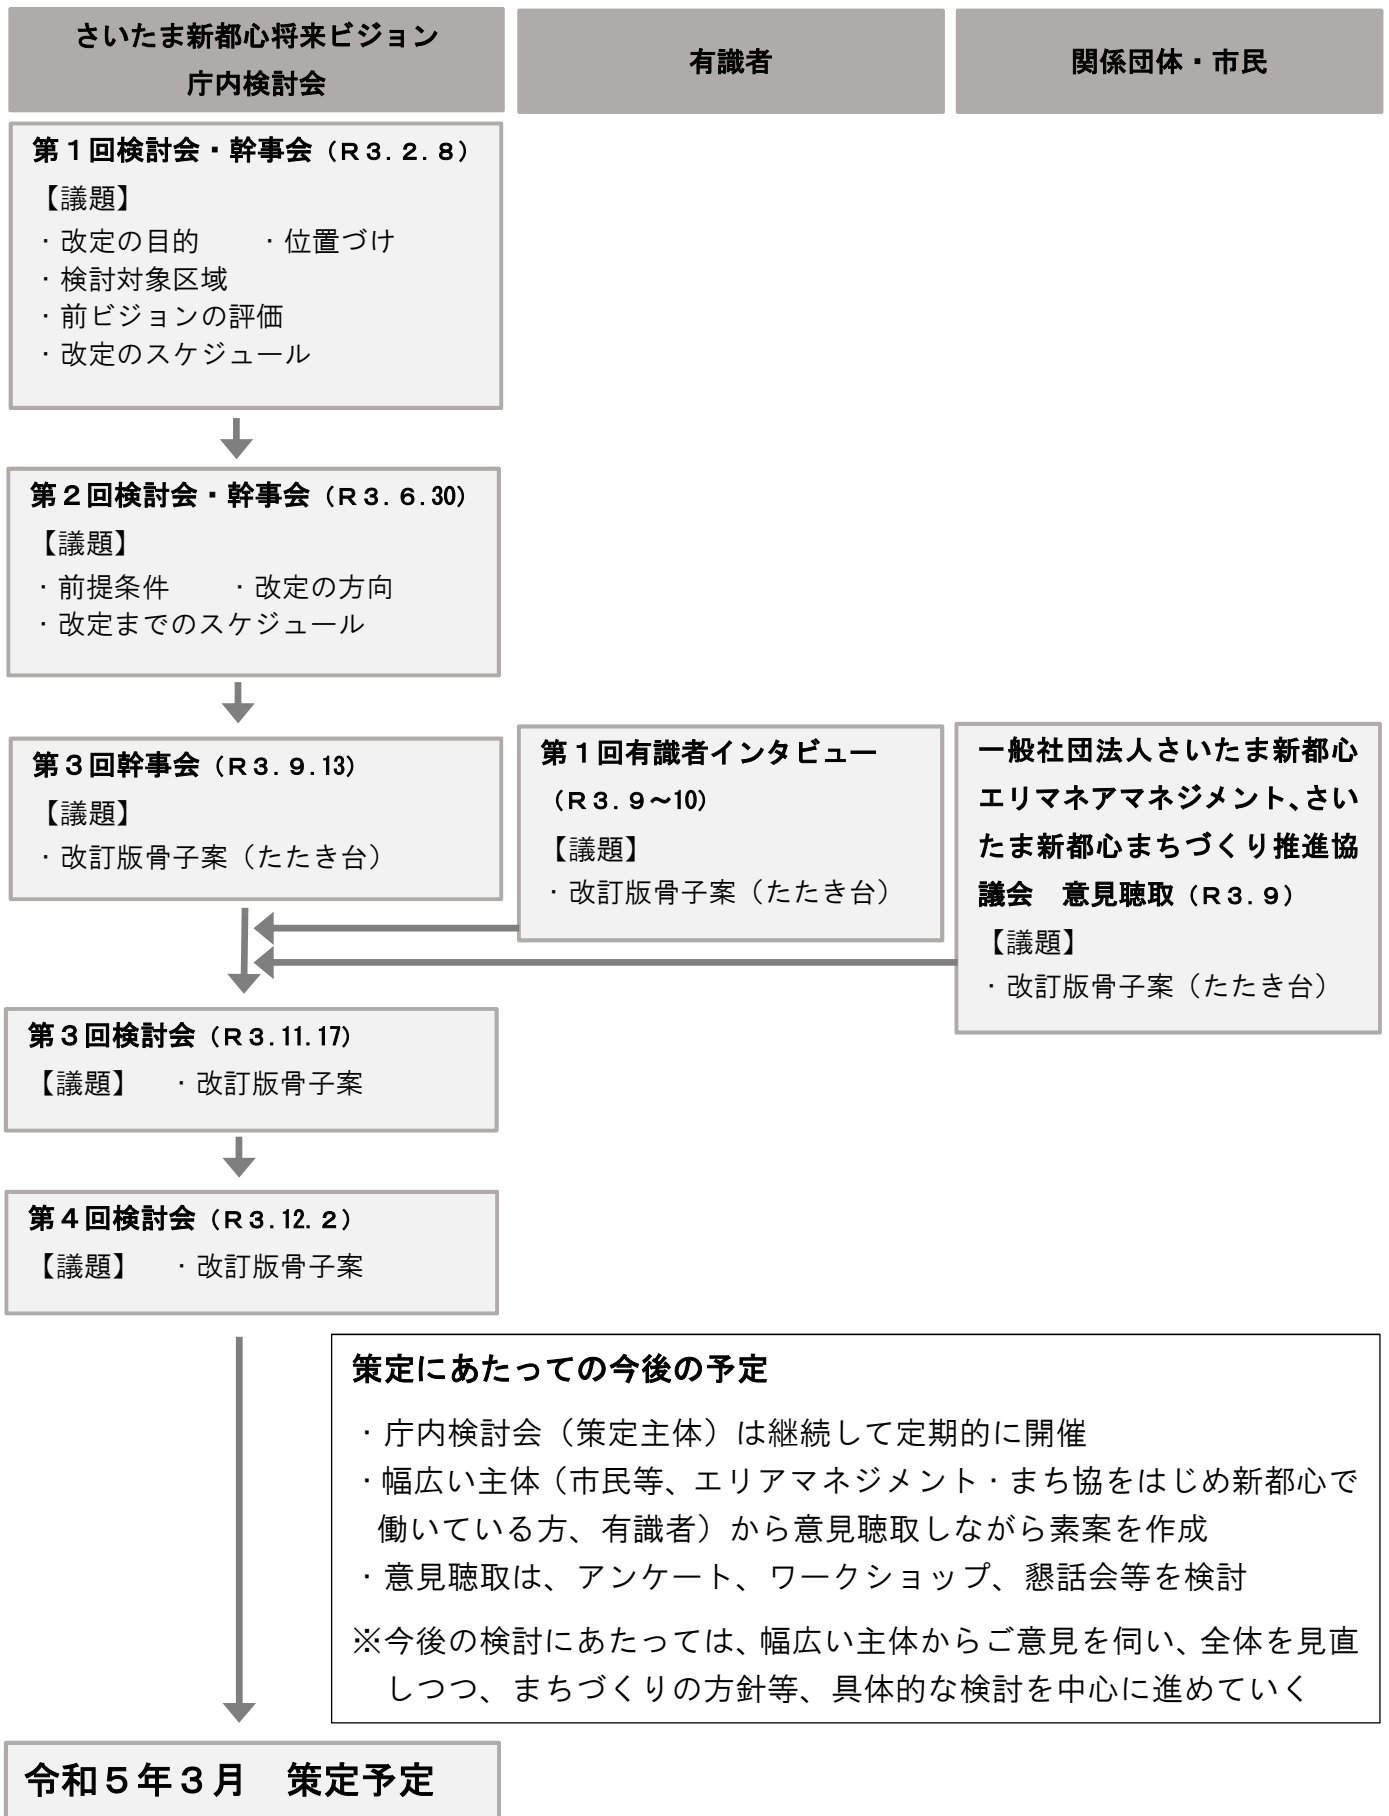 さいたま新都心将来ビジョン
庁内検討会
有識者
関係団体・市民
第１回検討会・幹事会（Ｒ３．２．８）
【議題】
・改定の目的　　・位置づけ
・検討対象区域
・前ビジョンの評価
・改定のスケジュール
第２回検討会・幹事会（Ｒ３．６．30）
【議題】
・前提条件　　・改定の方向
・改定までのスケジュール
第３回幹事会（Ｒ３．９．13）
【議題】
・改訂版骨子案（たたき台）
第１回有識者インタビュー
（Ｒ３．９～10）
【議題】
・改訂版骨子案（たたき台）
一般社団法人さいたま新都心
エリマネアマネジメント、さい
たま新都心まちづくり推進協
議会　意見聴取（Ｒ３．９）
【議題】
・改訂版骨子案（たたき台）
第３回検討会（Ｒ３．11．17）
【議題】　・改訂版骨子案
第４回検討会（Ｒ３．12．２）
【議題】　・改訂版骨子案
策定にあたっての今後の予定
・庁内検討会（策定主体）は継続して定期的に開催
・幅広い主体（市民等、エリアマネジメント・まち協をはじめ新都心で
働いている方、有識者）から意見聴取しながら素案を作成
・意見聴取は、アンケート、ワークショップ、懇話会等を検討
※今後の検討にあたっては、幅広い主体からご意見を伺い、全体を見直
しつつ、まちづくりの方針等、具体的な検討を中心に進めていく
令和５年３月　策定予定